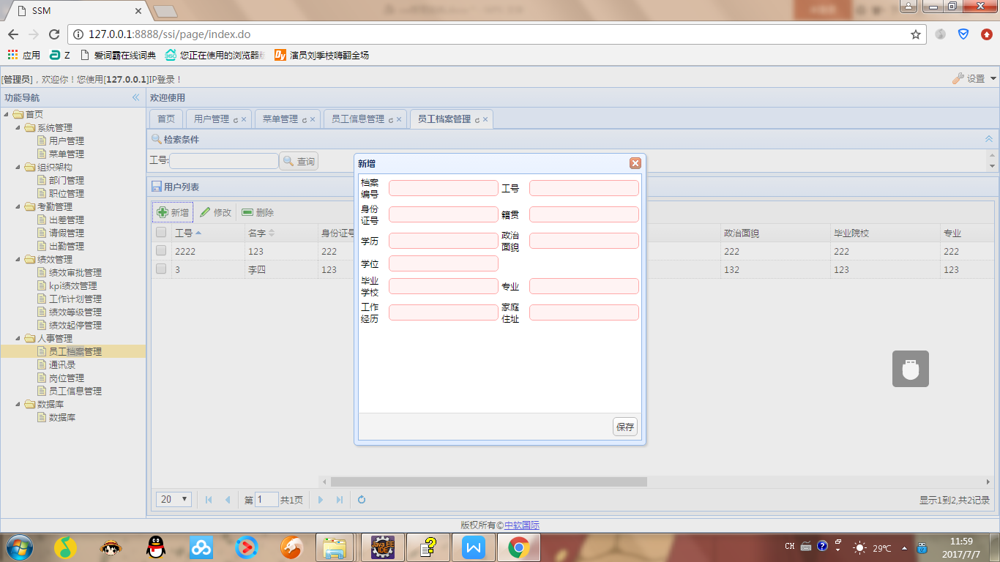 SSM
127.0.0.1:8888/ssi/page/index.do
应用 Z 爱词霸在线词典 您正在使用的浏览器版 演员刘季枝嗨翻全场
[管理员]，欢迎你！您使用[127.0.0.1]IP登录！ 设置
功能导航
首页
系统管理
用户管理
菜单管理
组织架构
部门管理
职位管理
考勤管理
出差管理
请假管理
出勤管理
绩效管理
绩效审批管理
kpi绩效管理
工作计划管理
绩效等级管理
绩效起停管理
人事管理
员工档案管理
通讯录
岗位管理
员工信息管理
数据库
数据库
欢迎使用
首页 用户管理 菜单管理 员工信息管理 员工档案管理
检索条件
工号: 查询
用户列表
新增 修改 删除
工号 名字 身份证号 政治面貌 毕业院校 专业
2222 123 222 222 222 222
3 李四 123 132 123 123
新增
档案编号 工号
身份证号 籍贯
学历 政治面貌
学位
毕业学校 专业
工作经历 家庭住址
保存
20 第 1 共1页 显示1到2,共2记录
版权所有©中软国际
Java EE IDE
CH 29℃ 11:59
2017/7/7